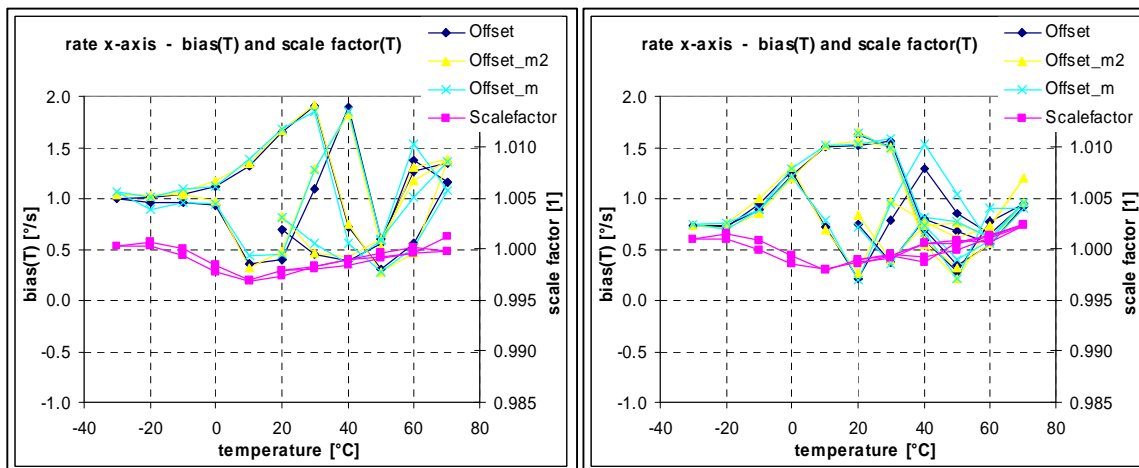 rate x-axis - bias(T) and scale factor(T)
Offset
Offset_m2
Offset_m
Scalefactor
2.0
1.5
1.0
0.5
0.0
-0.5
-1.0
bias(T) [°/s]
1.010
1.005
1.000
0.995
0.990
0.985
scale factor [1]
-40 -20 0 20 40 60 80
temperature [°C]
rate x-axis - bias(T) and scale factor(T)
Offset
Offset_m2
Offset_m
Scalefactor
2.0
1.5
1.0
0.5
0.0
-0.5
-1.0
bias(T) [°/s]
1.010
1.005
1.000
0.995
0.990
0.985
scale factor [1]
-40 -20 0 20 40 60 80
temperature [°C]